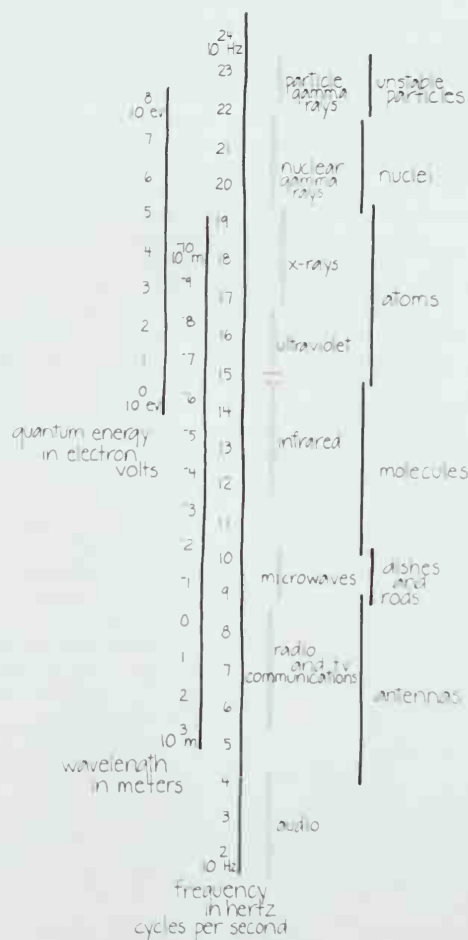 10^8 ev
7
6
5
4
3
2
1
10^0 ev
quantum energy
in electron
volts
10^-10 m
-9
-8
-7
-6
-5
-4
-3
-2
-1
0
1
2
10^3 m
wavelength
in meters
10^24 Hz
23
22
21
20
19
18
17
16
15
14
13
12
11
10
9
8
7
6
5
4
3
10^2 Hz
frequency
in hertz
cycles per second
particle
gamma
rays
nuclear
gamma
rays
x-rays
ultraviolet
infrared
microwaves
radio
and tv
communications
audio
unstable
particles
nuclei
atoms
molecules
dishes
and
rods
antennas